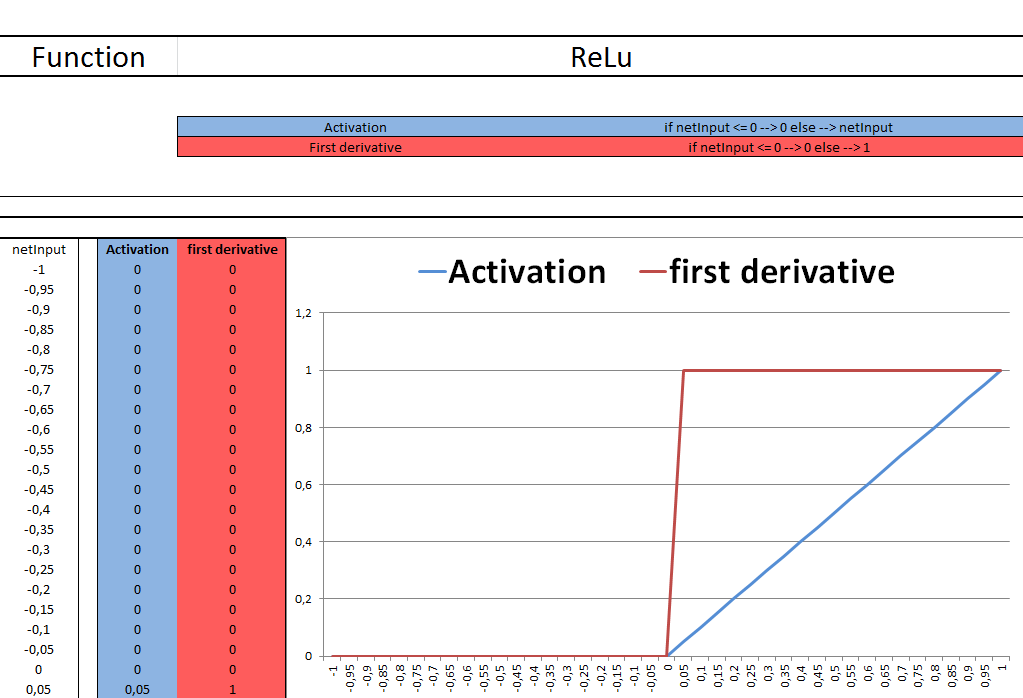 Function ReLu
Activation if netInput <= 0 --> 0 else --> netInput
First derivative if netInput <= 0 --> 0 else --> 1
netInput Activation first derivative
-1 0 0
-0,95 0 0
-0,9 0 0
-0,85 0 0
-0,8 0 0
-0,75 0 0
-0,7 0 0
-0,65 0 0
-0,6 0 0
-0,55 0 0
-0,5 0 0
-0,45 0 0
-0,4 0 0
-0,35 0 0
-0,3 0 0
-0,25 0 0
-0,2 0 0
-0,15 0 0
-0,1 0 0
-0,05 0 0
0 0 0
0,05 0,05 1
Activation first derivative
1,2
1
0,8
0,6
0,4
0,2
0
-1 -0,95 -0,9 -0,85 -0,8 -0,75 -0,7 -0,65 -0,6 -0,55 -0,5 -0,45 -0,4 -0,35 -0,3 -0,25 -0,2 -0,15 -0,1 -0,05 0 0,05 0,1 0,15 0,2 0,25 0,3 0,35 0,4 0,45 0,5 0,55 0,6 0,65 0,7 0,75 0,8 0,85 0,9 0,95 1